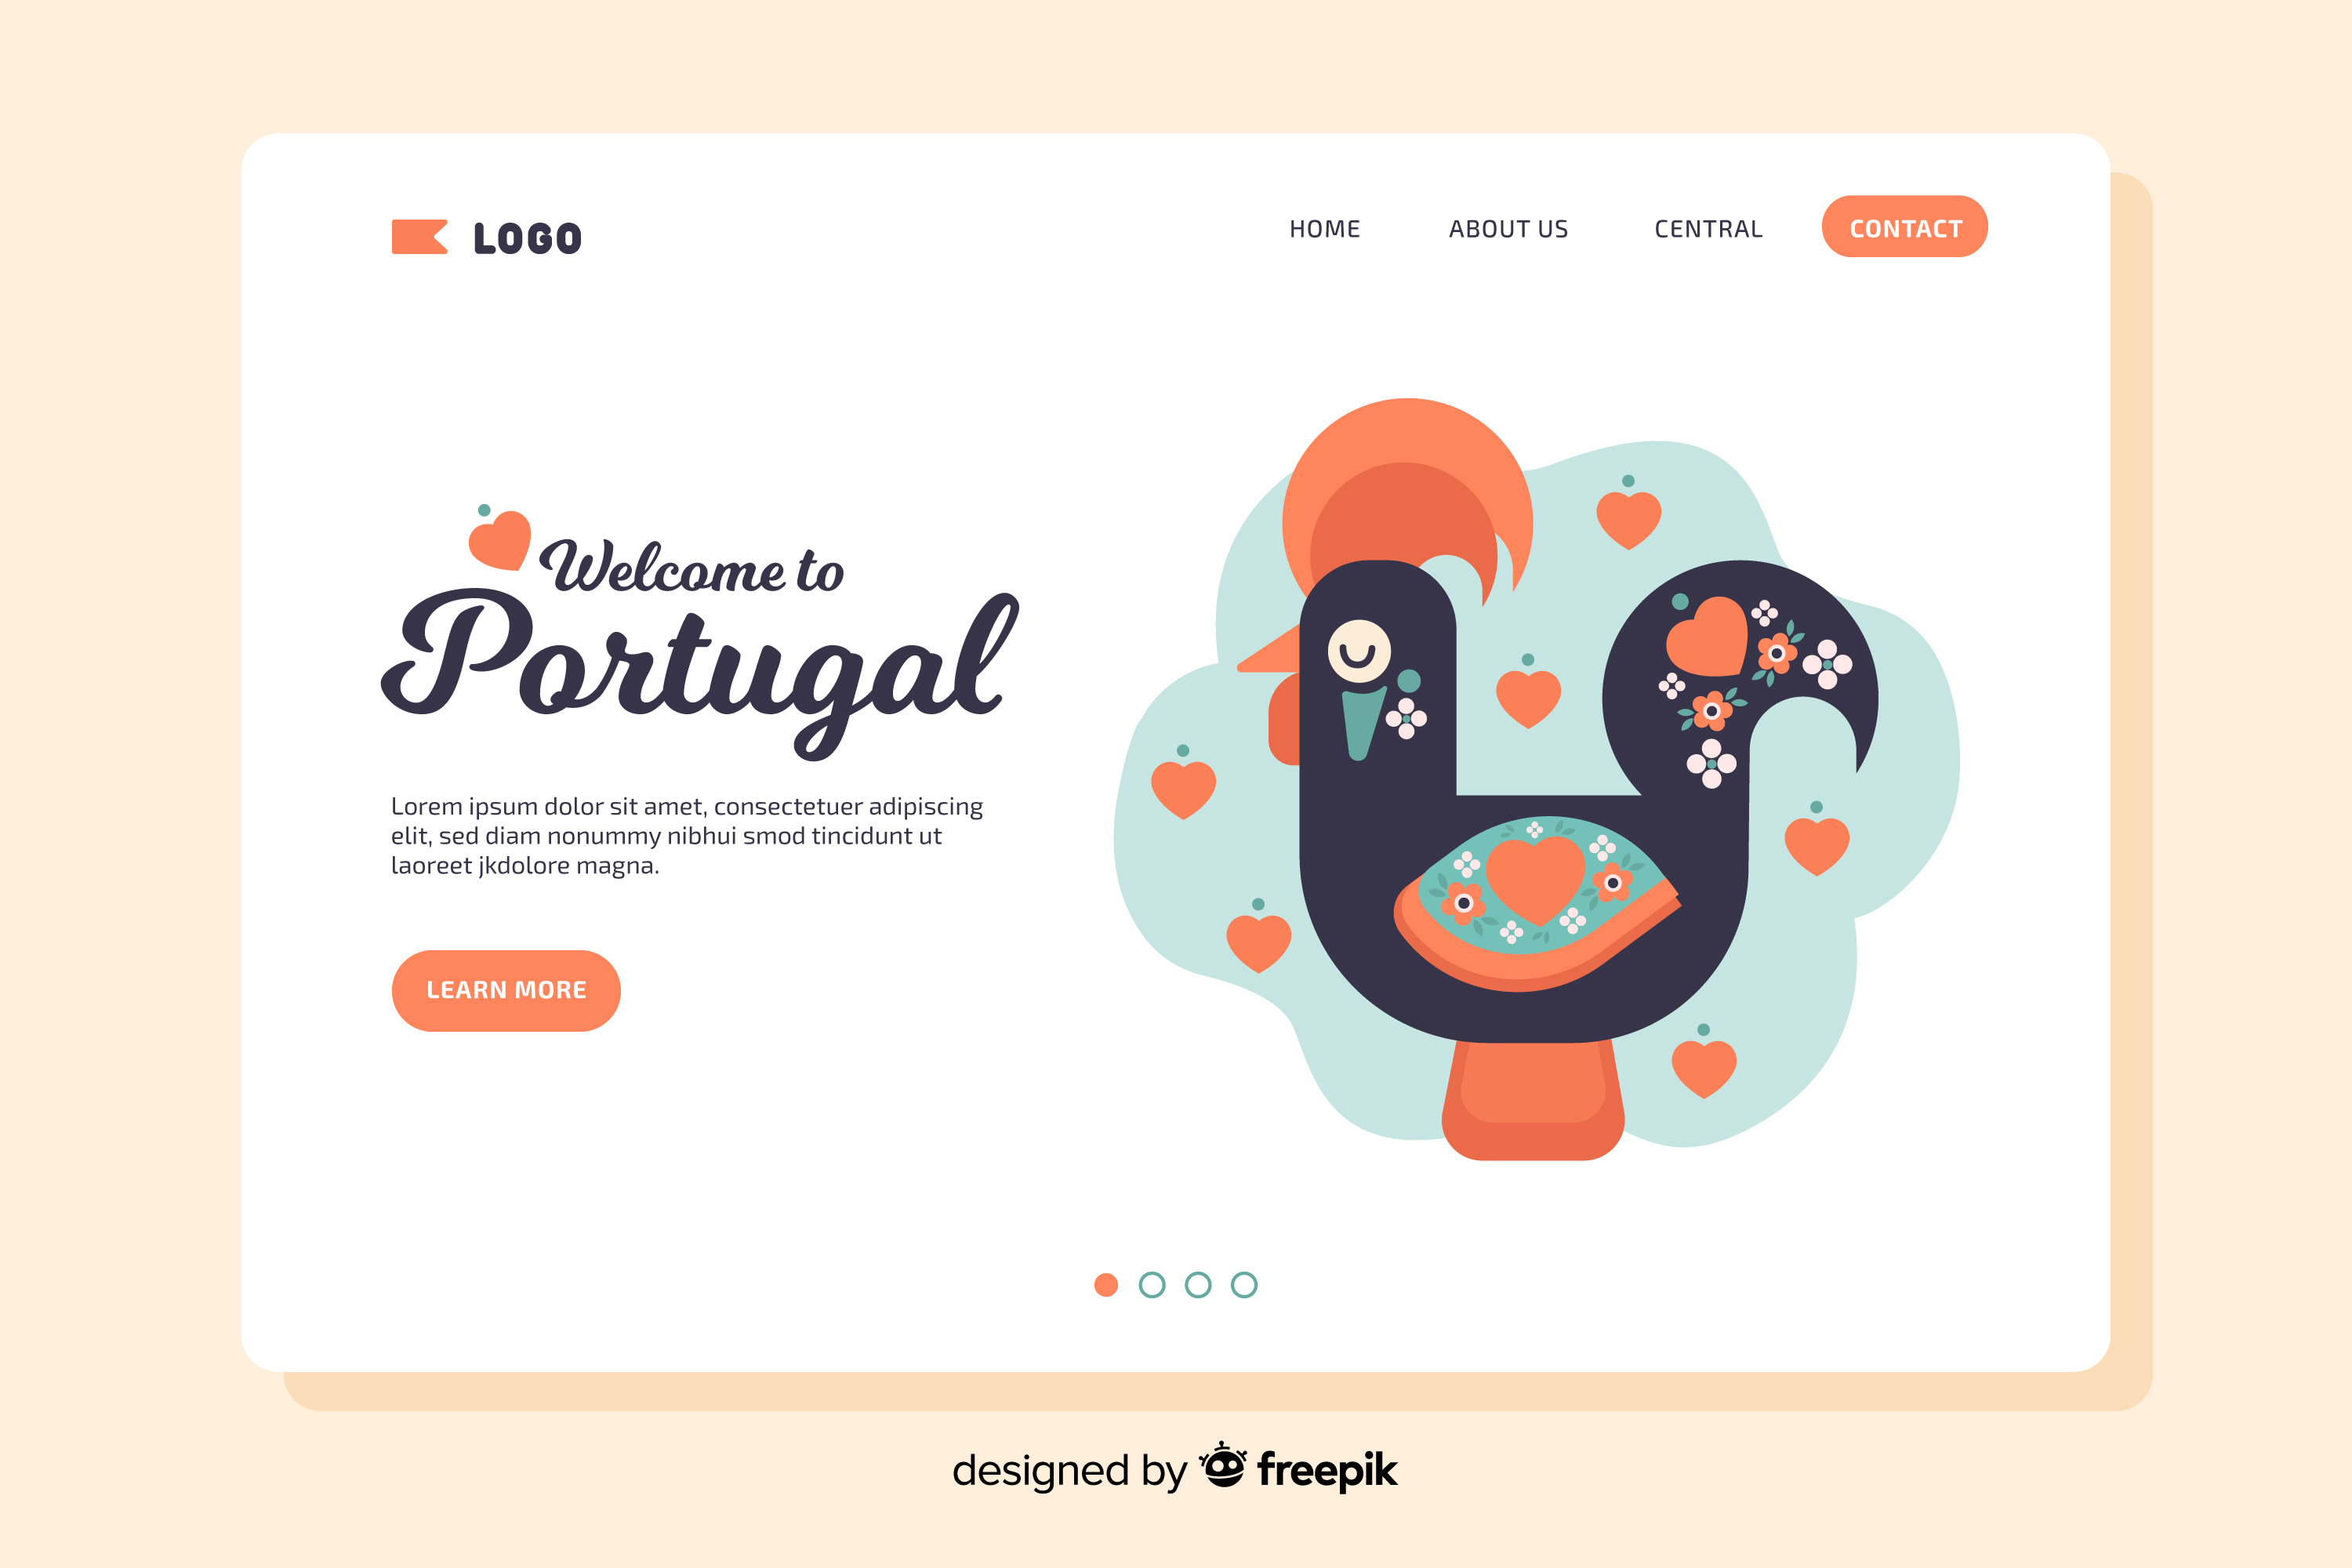 LOGO
HOME
ABOUT US
CENTRAL
CONTACT
Welcome to
Portugal
Lorem ipsum dolor sit amet, consectetuer adipiscing
elit, sed diam nonummy nibhui smod tincidunt ut
laoreet jkdolore magna.
LEARN MORE
designed by freepik